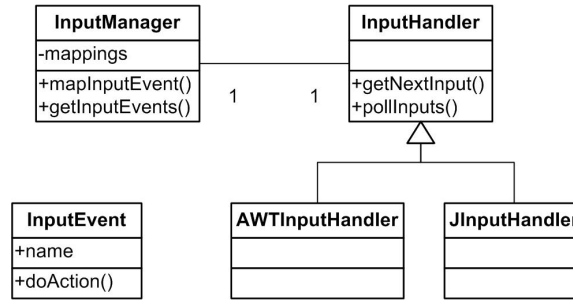 InputManager
-mappings
+mapInputEvent()
+getInputEvents()
1
1
InputHandler
+getNextInput()
+pollInputs()
InputEvent
+name
+doAction()
AWTInputHandler
JInputHandler